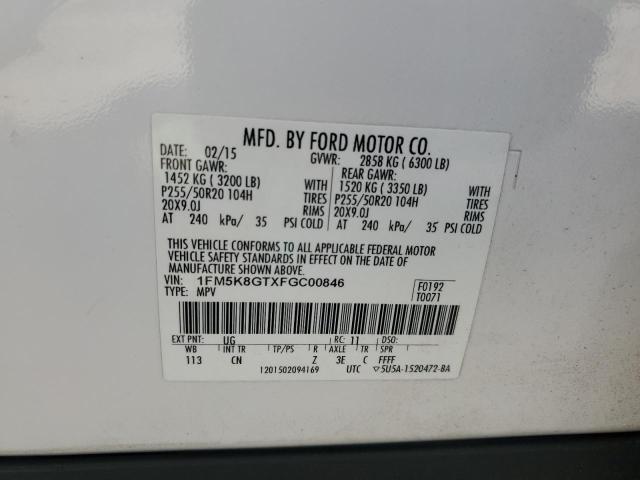 MFD. BY FORD MOTOR CO.
DATE: 02/15 GVWR: 2858 KG ( 6300 LB)
FRONT GAWR: REAR GAWR:
1452 KG ( 3200 LB) WITH 1520 KG ( 3350 LB) WITH
P255/50R20 104H TIRES P255/50R20 104H TIRES
20X9.0J RIMS 20X9.0J RIMS
AT 240 kPa/ 35 PSI COLD AT 240 kPa/ 35 PSI COLD
THIS VEHICLE CONFORMS TO ALL APPLICABLE FEDERAL MOTOR
VEHICLE SAFETY STANDARDS IN EFFECT ON THE DATE OF
MANUFACTURE SHOWN ABOVE.
VIN: 1FM5K8GTXFGC00846 F0192
TYPE: MPV T0071
EXT PNT: UG RC: 11 DSO:
WB INT TR TP/PS R AXLE TR SPR
113 CN Z 3E C FFFF
1201502094169 UTC ▽5U5A-1520472-BA